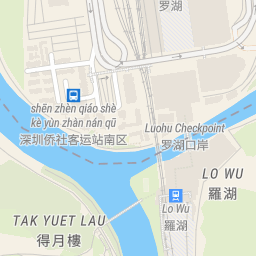 罗湖
shēn zhèn qiáo shè
kè yùn zhàn nán qū
深圳侨社客运站南区
Luohu Checkpoint
罗湖口岸
LO WU
羅湖
Lo Wu
羅湖
TAK YUET LAU
得月樓